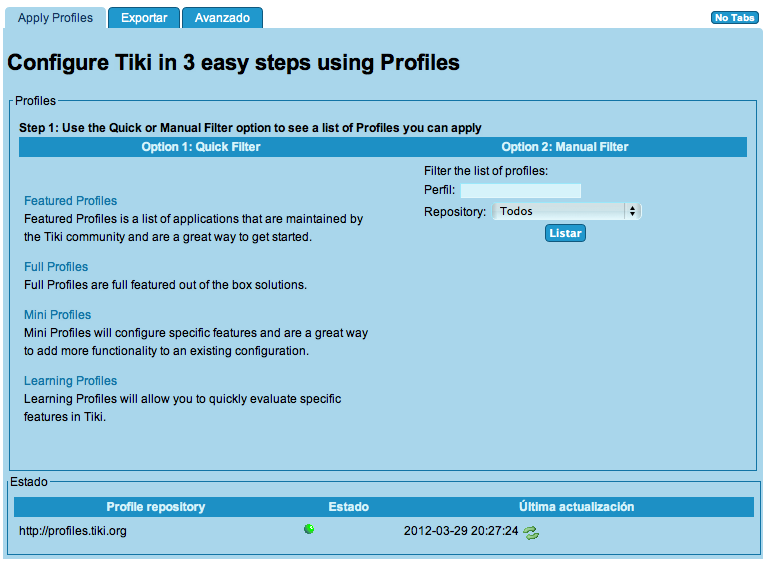 Apply Profiles Exportar Avanzado No Tabs
Configure Tiki in 3 easy steps using Profiles
Profiles
Step 1: Use the Quick or Manual Filter option to see a list of Profiles you can apply
Option 1: Quick Filter Option 2: Manual Filter
Featured Profiles
Featured Profiles is a list of applications that are maintained by
the Tiki community and are a great way to get started.
Full Profiles
Full Profiles are full featured out of the box solutions.
Mini Profiles
Mini Profiles will configure specific features and are a great way
to add more functionality to an existing configuration.
Learning Profiles
Learning Profiles will allow you to quickly evaluate specific
features in Tiki.
Filter the list of profiles:
Perfil:
Repository: Todos
Listar
Estado
Profile repository Estado Última actualización
http://profiles.tiki.org 2012-03-29 20:27:24